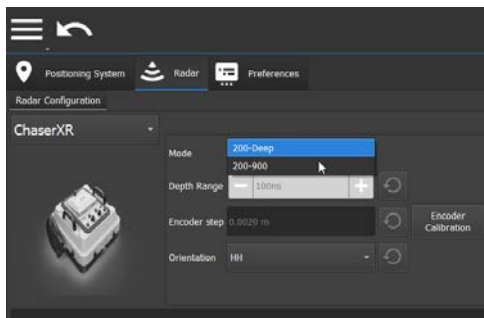 Positioning System Radar Preferences
Radar Configuration
ChaserXR
Mode 200-Deep
200-900
Depth Range 100ns
Encoder step 0.0020 m Encoder Calibration
Orientation HH